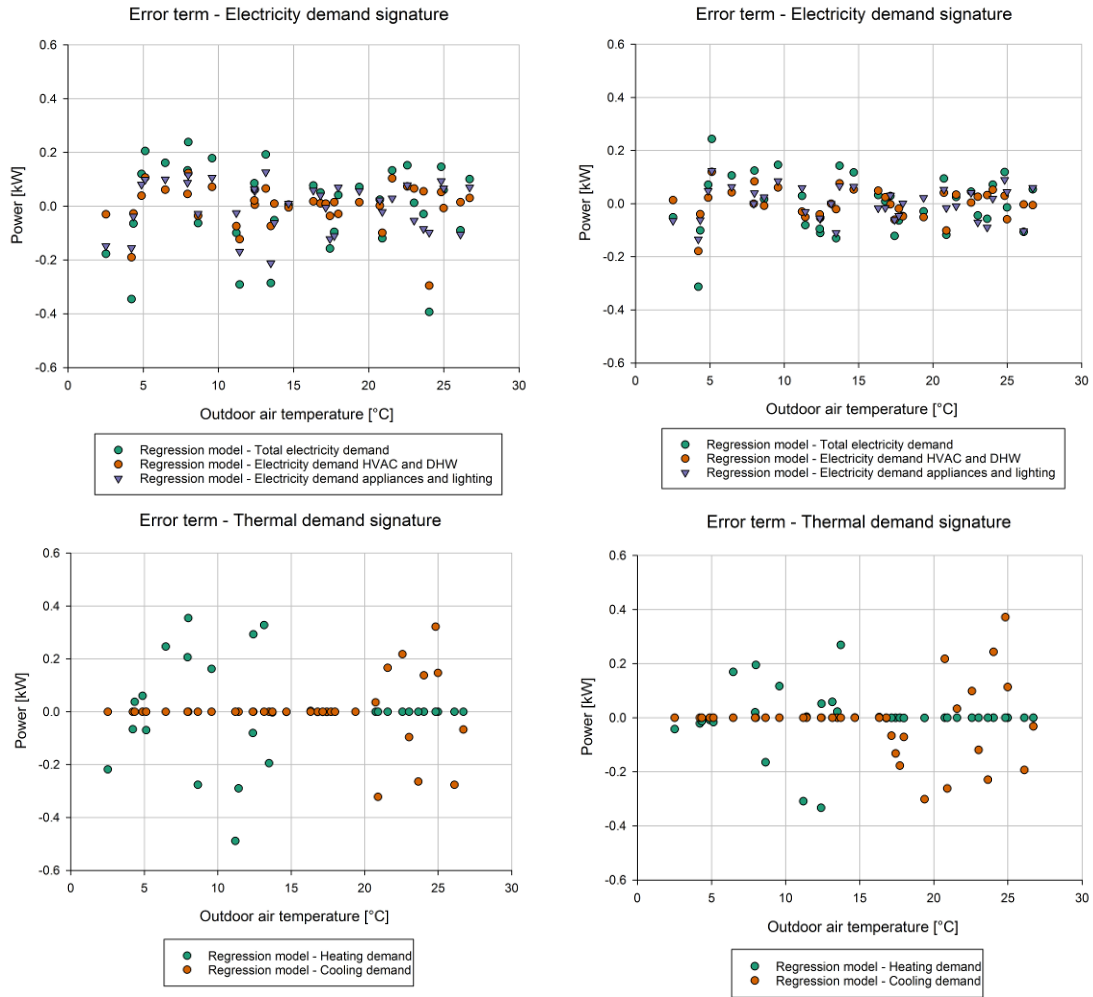 Error term - Electricity demand signature
0.6
0.4
0.2
0.0
-0.2
-0.4
-0.6
Power [kW]
0 5 10 15 20 25 30
Outdoor air temperature [°C]
Regression model - Total electricity demand
Regression model - Electricity demand HVAC and DHW
Regression model - Electricity demand appliances and lighting
Error term - Electricity demand signature
0.6
0.4
0.2
0.0
-0.2
-0.4
-0.6
Power [kW]
0 5 10 15 20 25 30
Outdoor air temperature [°C]
Regression model - Total electricity demand
Regression model - Electricity demand HVAC and DHW
Regression model - Electricity demand appliances and lighting
Error term - Thermal demand signature
0.6
0.4
0.2
0.0
-0.2
-0.4
-0.6
Power [kW]
0 5 10 15 20 25 30
Outdoor air temperature [°C]
Regression model - Heating demand
Regression model - Cooling demand
Error term - Thermal demand signature
0.6
0.4
0.2
0.0
-0.2
-0.4
-0.6
Power [kW]
0 5 10 15 20 25 30
Outdoor air temperature [°C]
Regression model - Heating demand
Regression model - Cooling demand